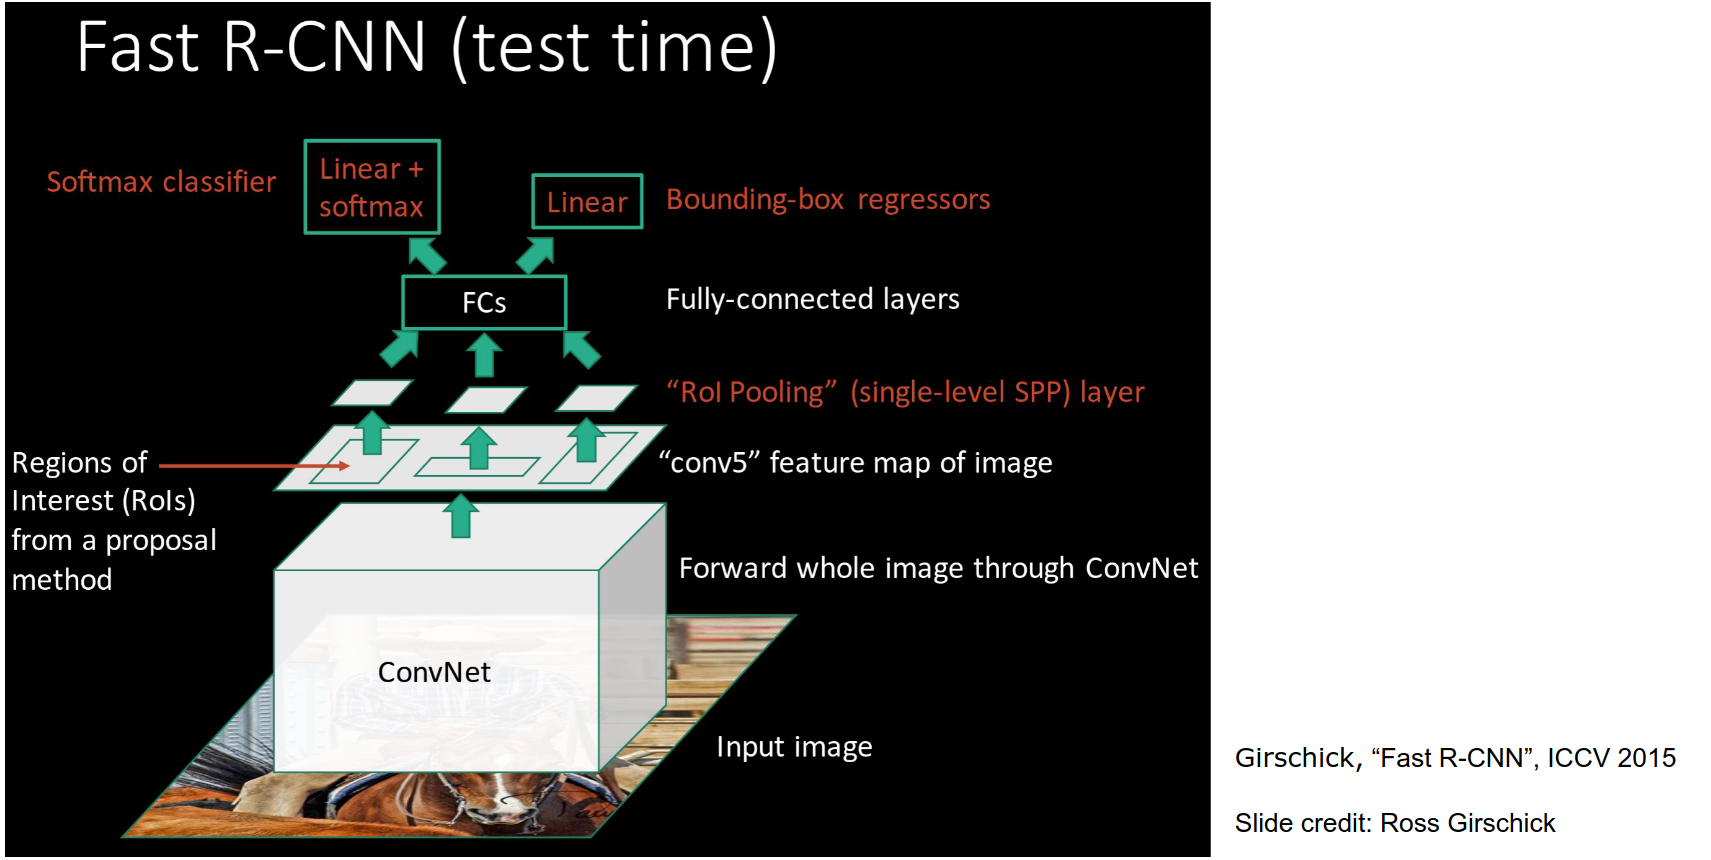 Fast R-CNN (test time)
Softmax classifier
Linear +
softmax
Linear
Bounding-box regressors
FCs
Fully-connected layers
“RoI Pooling” (single-level SPP) layer
Regions of
Interest (RoIs)
from a proposal
method
“conv5” feature map of image
Forward whole image through ConvNet
ConvNet
Input image
Girschick, “Fast R-CNN”, ICCV 2015
Slide credit: Ross Girschick